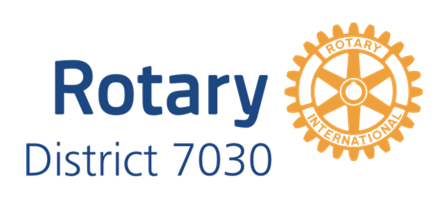 Rotary
District 7030
ROTARY
INTERNATIONAL